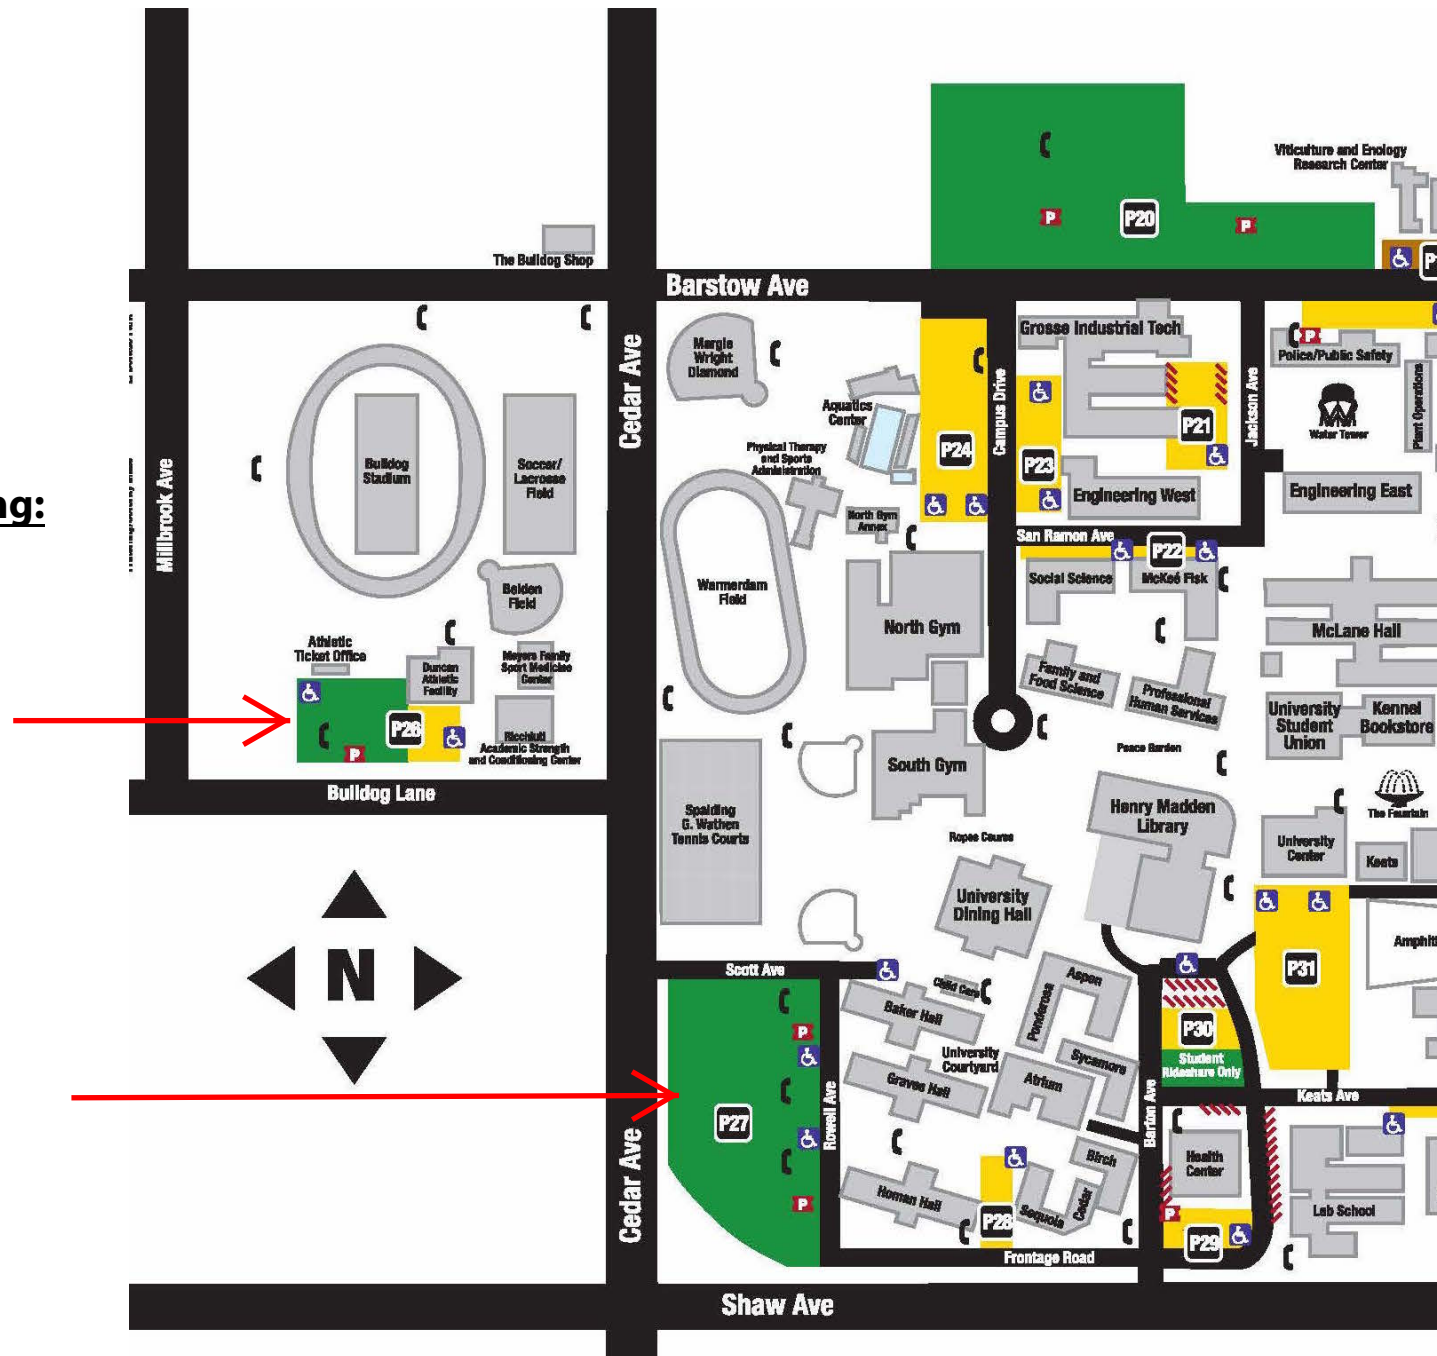 ng:
Viticulture and Enology
Research Center
P
P20
P
The Bulldog Shop
Barstow Ave
Cedar Ave
Millbrook Ave
Margie
Wright
Diamond
Aquatics
Center
Physical Therapy
and Sports
Administration
P24
Campus Drive
Grosse Industrial Tech
P21
P23
Engineering West
Jackson Ave
P
Police/Public Safety
Plant Operations
Water Tower
Engineering East
Bulldog
Stadium
Soccer/
Lacrosse
Field
North Gym
Annex
San Ramon Ave
P22
Social Science
McKee Fisk
Beiden
Field
Warmerdam
Field
North Gym
McLane Hall
Athletic
Ticket Office
Duncan
Athletic
Facility
Meyers Family
Sport Medicine
Center
Family and
Food Science
Professional
Human Services
University
Student
Union
Kennel
Bookstore
P26
P
Ricchiuti
Academic Strength
and Conditioning Center
Peace Garden
South Gym
Bulldog Lane
Spalding
G. Wathen
Tennis Courts
Henry Madden
Library
The Fountain
Ropes Course
University
Center
Keats
University
Dining Hall
N
Amphit
Scott Ave
P31
Child Care
Aspen
Ponderosa
Baker Hall
P
P30
University
Courtyard
Sycamore
Student
Rideshare Only
Graves Hall
Atrium
Keats Ave
P27
Rowell Ave
Barton Ave
Cedar Ave
Birch
Health
Center
Homan Hall
P
P28
Sequoia
Cedar
P
P29
Lab School
Frontage Road
Shaw Ave